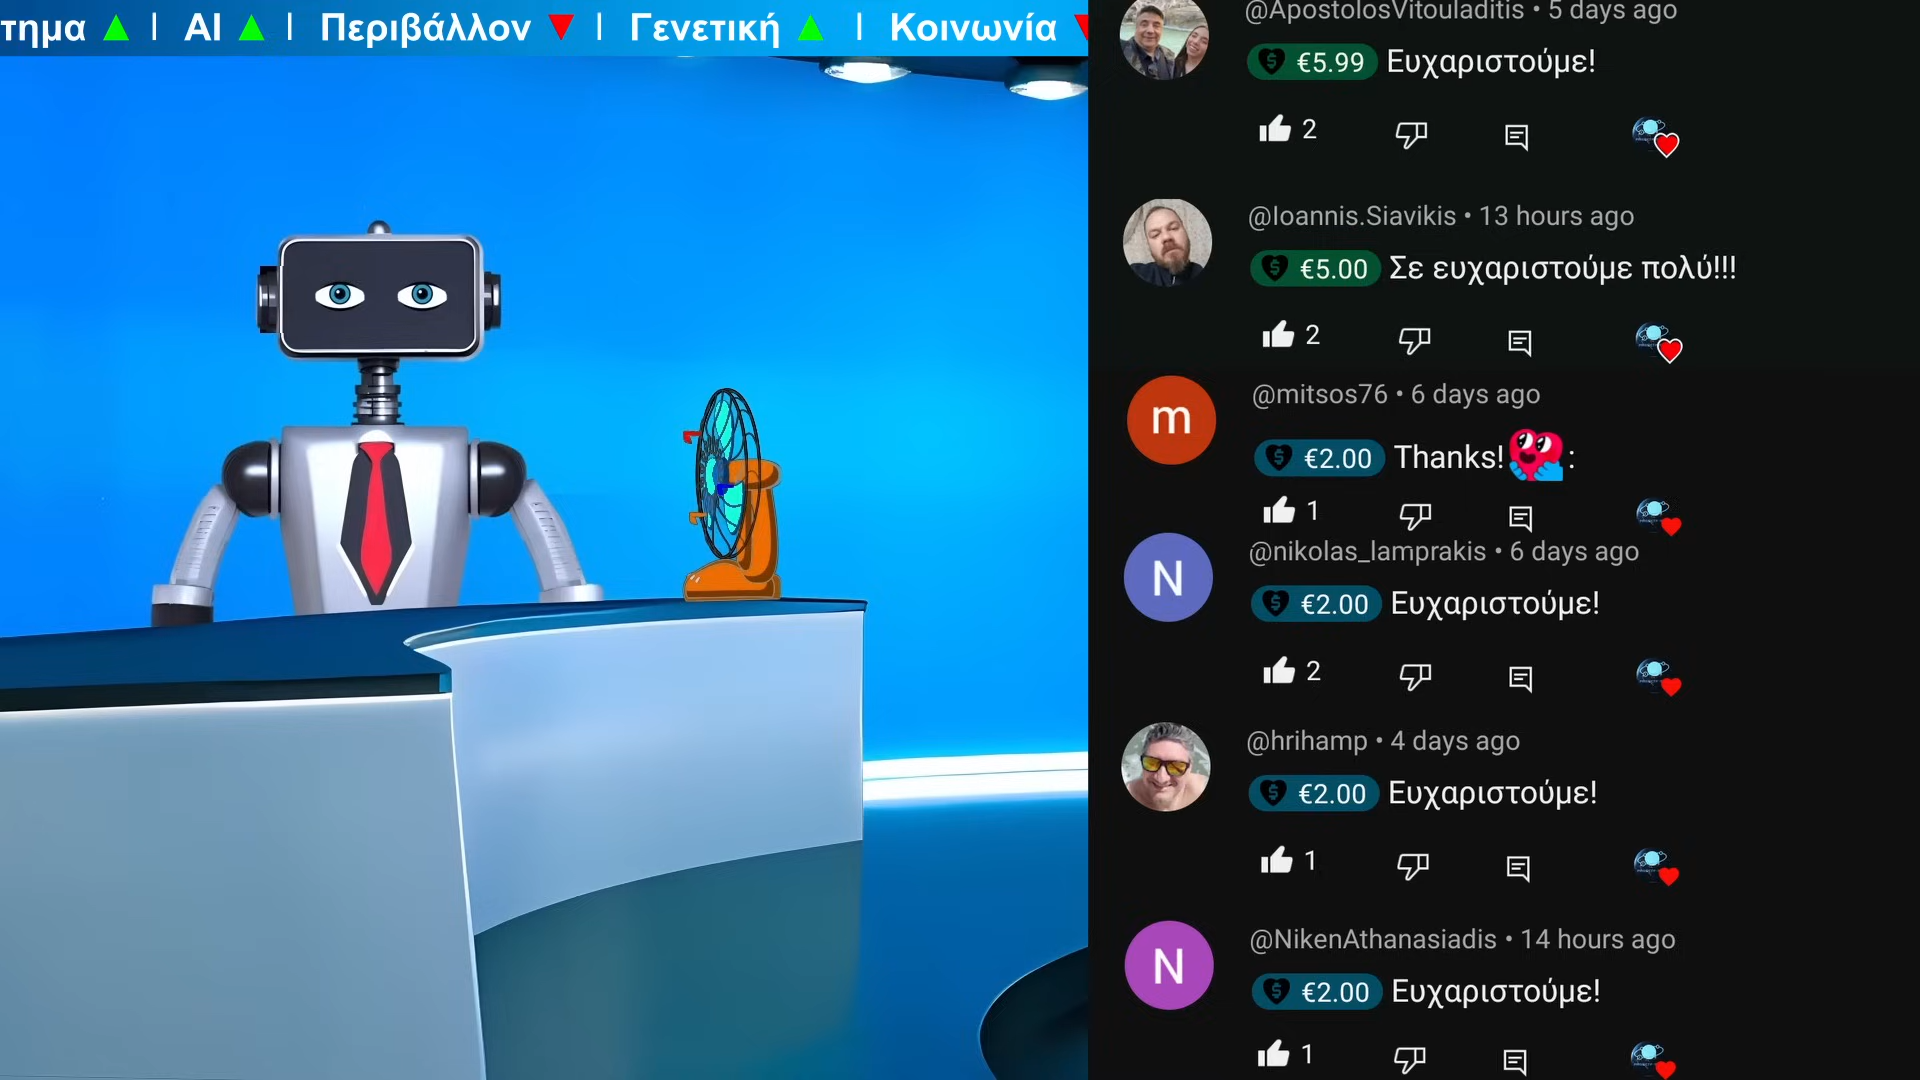 τημα ▲ | AI ▲ | Περιβάλλον ▼ | Γενετική ▲ | Κοινωνία
@ApostolosVitouladitis • 5 days ago
€5.99 Ευχαριστούμε!
2
@Ioannis.Siavikis • 13 hours ago
€5.00 Σε ευχαριστούμε πολύ!!!
2
@mitsos76 • 6 days ago
m
€2.00 Thanks! :
1
@nikolas_lamprakis • 6 days ago
N
€2.00 Ευχαριστούμε!
2
@hrihamp • 4 days ago
€2.00 Ευχαριστούμε!
1
@NikenAthanasiadis • 14 hours ago
N
€2.00 Ευχαριστούμε!
1